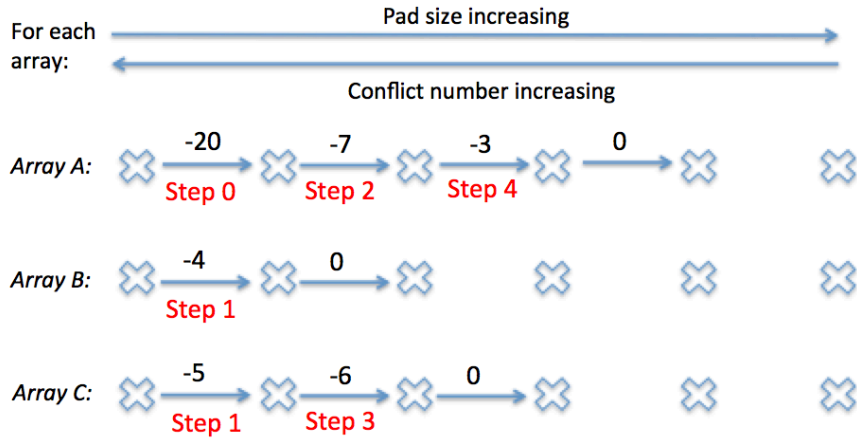 Pad size increasing
For each
array:
Conflict number increasing
-20
-7
-3
0
Array A:
Step 0
Step 2
Step 4
-4
0
Array B:
Step 1
-5
-6
0
Array C:
Step 1
Step 3